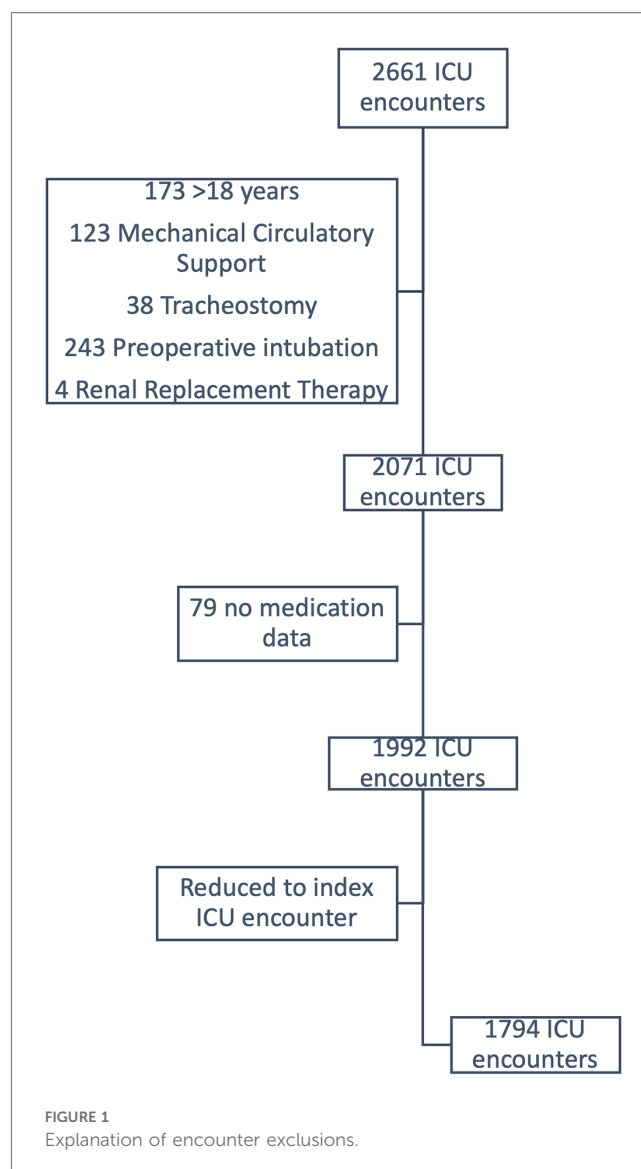 2661 ICU
encounters
173 >18 years
123 Mechanical Circulatory
Support
38 Tracheostomy
243 Preoperative intubation
4 Renal Replacement Therapy
2071 ICU
encounters
79 no medication
data
1992 ICU
encounters
Reduced to index
ICU encounter
1794 ICU
encounters
FIGURE 1
Explanation of encounter exclusions.